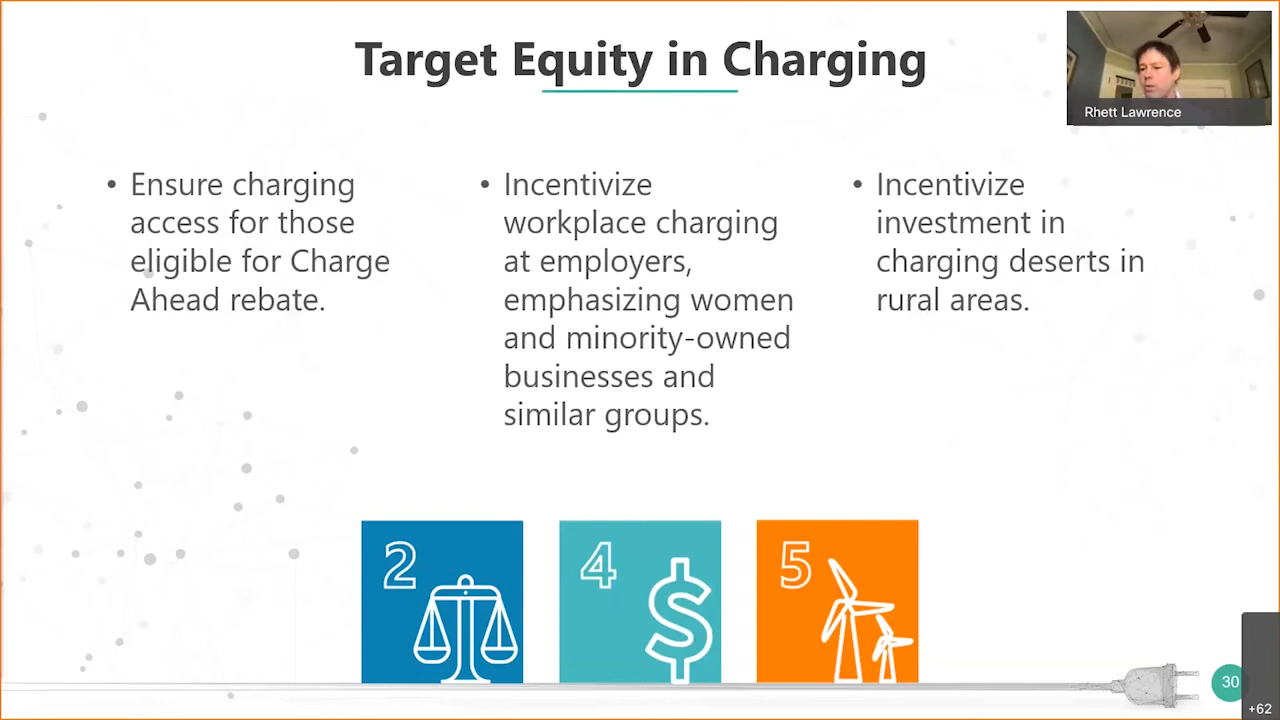 Target Equity in Charging
Rhett Lawrence
• Ensure charging
access for those
eligible for Charge
Ahead rebate.
• Incentivize
workplace charging
at employers,
emphasizing women
and minority-owned
businesses and
similar groups.
• Incentivize
investment in
charging deserts in
rural areas.
2
4
$
5
30
+62